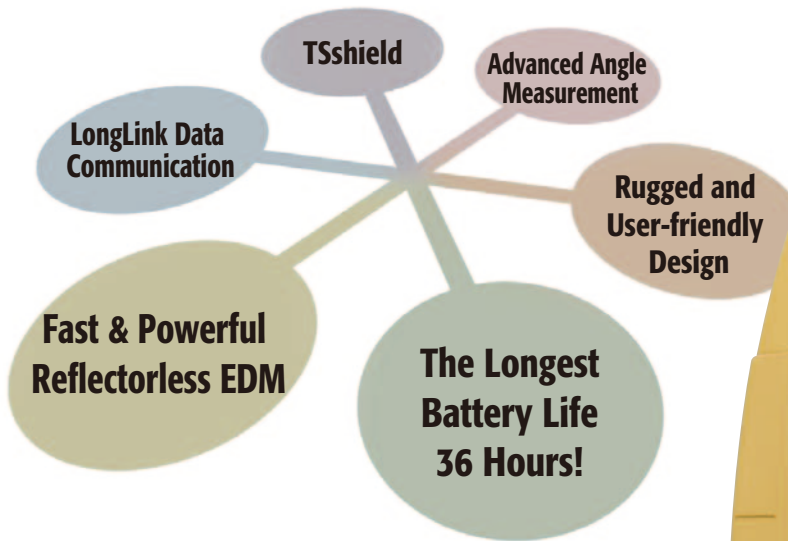 TSshield
Advanced Angle
Measurement
LongLink Data
Communication
Rugged and
User-friendly
Design
Fast & Powerful
Reflectorless EDM
The Longest
Battery Life
36 Hours!